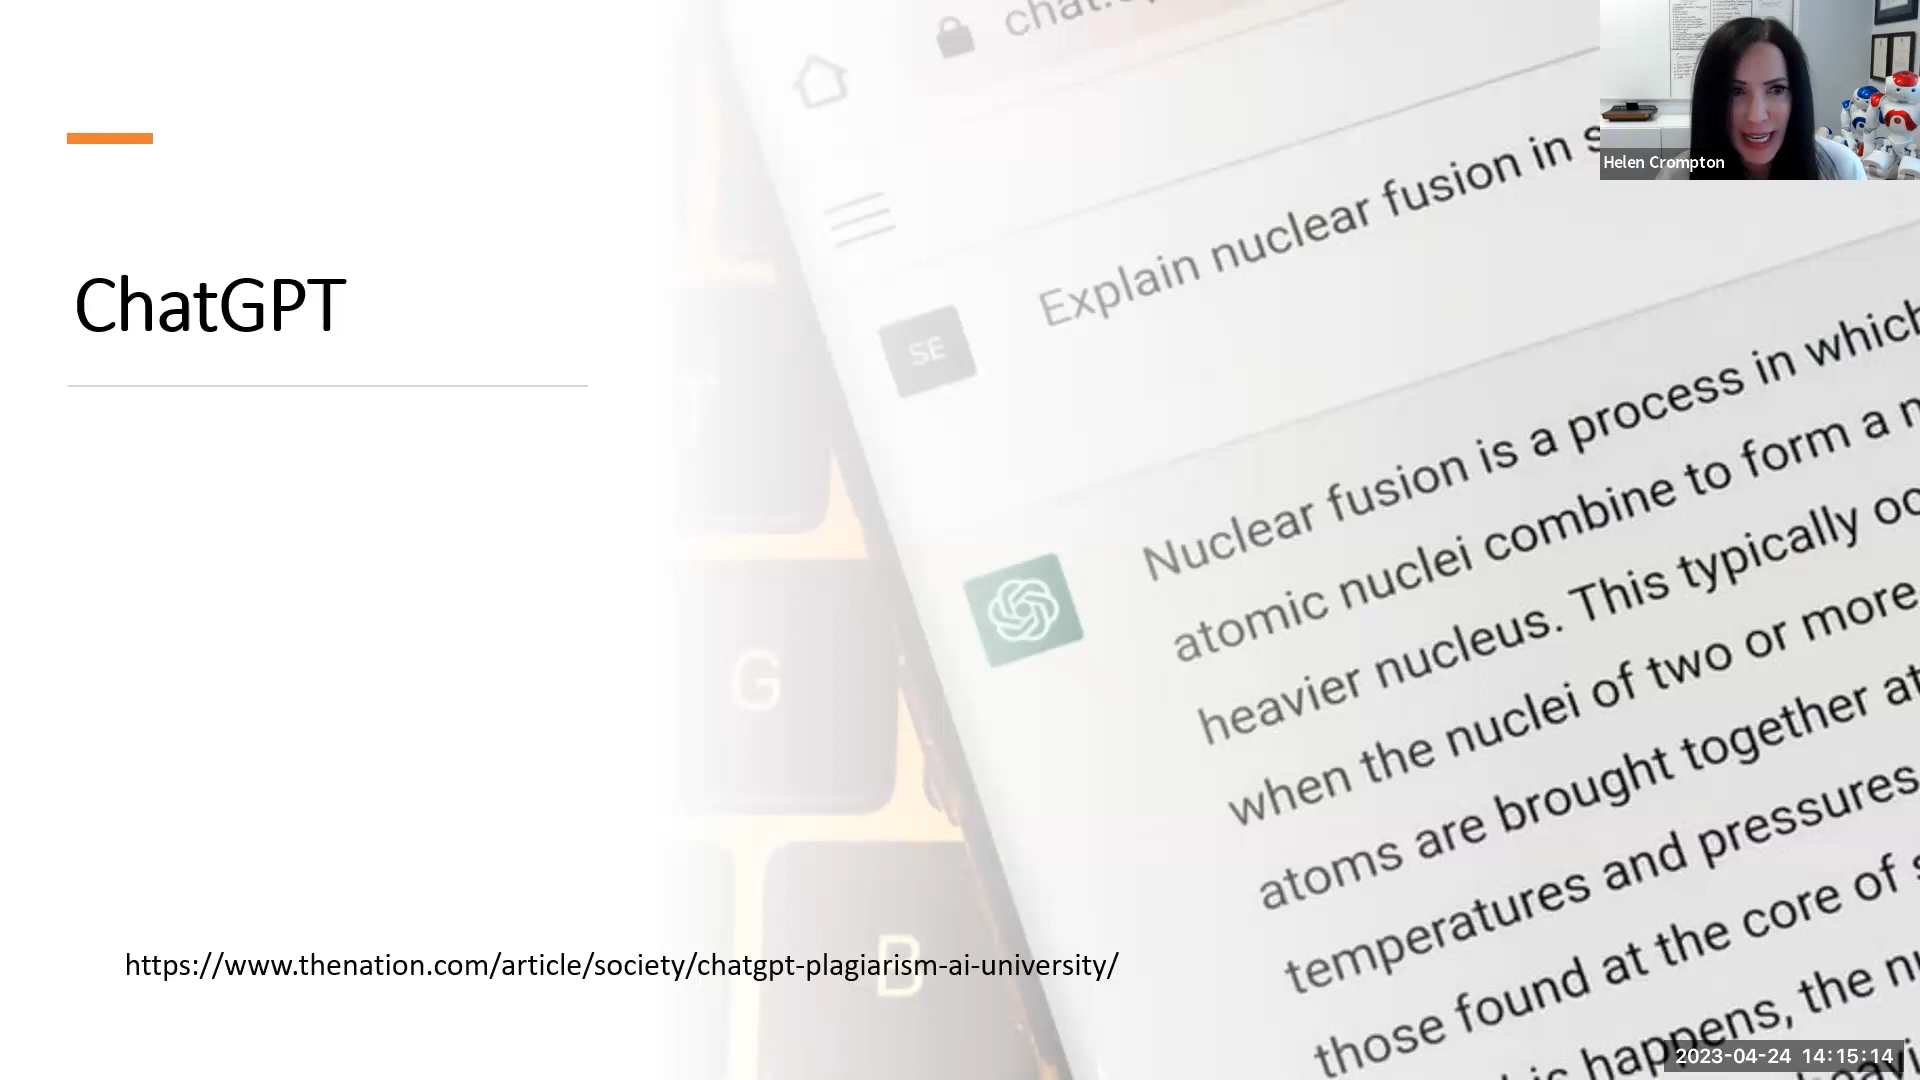 chat.
Helen Crompton
Explain nuclear fusion in
SE
ChatGPT
Nuclear fusion is a process in which
atomic nuclei combine to form a
heavier nucleus. This typically
when the nuclei of two or more
atoms are brought together at
temperatures and pressures
those found at the core of
happens, the
T
G
B
https://www.thenation.com/article/society/chatgpt-plagiarism-ai-university/
2023-04-24 14:15:14